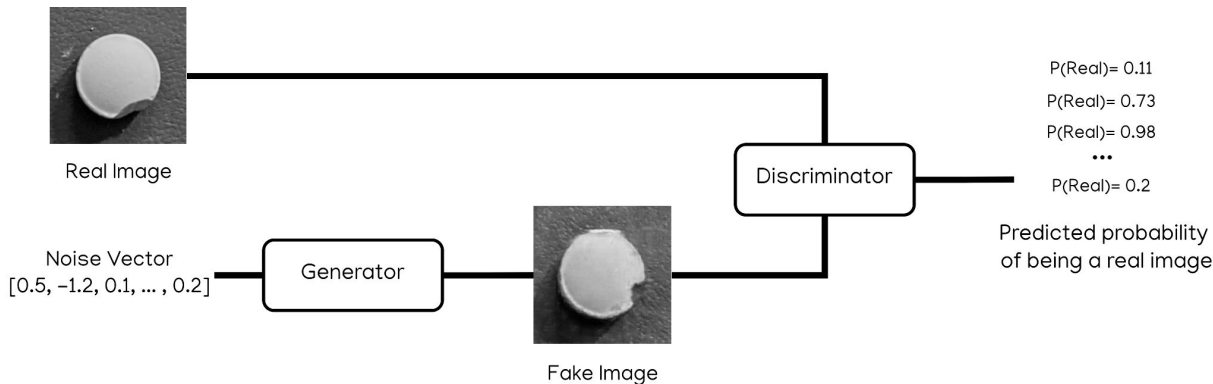 Real Image
Noise Vector
[0.5, -1.2, 0.1, ... , 0.2]
Generator
Fake Image
Discriminator
P(Real)= 0.11
P(Real)= 0.73
P(Real)= 0.98
...
P(Real)= 0.2
Predicted probability
of being a real image